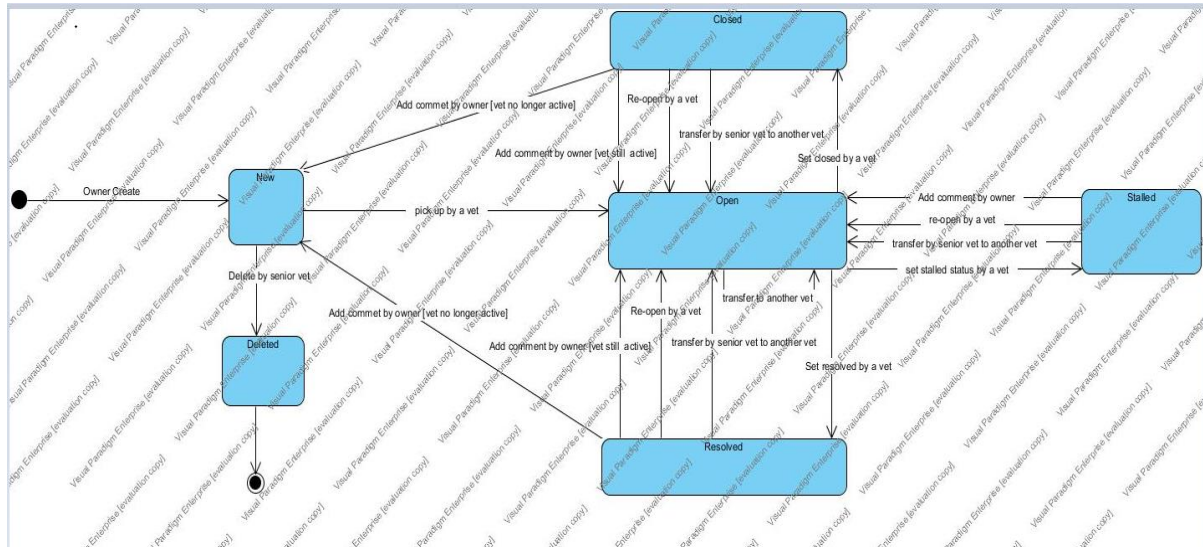 Closed
Add commet by owner [vet no longer active]
Re-open by a vet
transfer by senior vet to another vet
Add comment by owner [vet still active]
Set closed by a vet
Owner Create
New
pick up by a vet
Open
Add comment by owner
re-open by a vet
transfer by senior vet to another vet
set stalled status by a vet
Stalled
Delete by senior vet
Add commet by owner [vet no longer active]
Re-open by a vet
transfer to another vet
Deleted
Add comment by owner [vet still active]
transfer by senior vet to another vet
Set resolved by a vet
Resolved
Visual Paradigm Enterprise [evaluation copy]